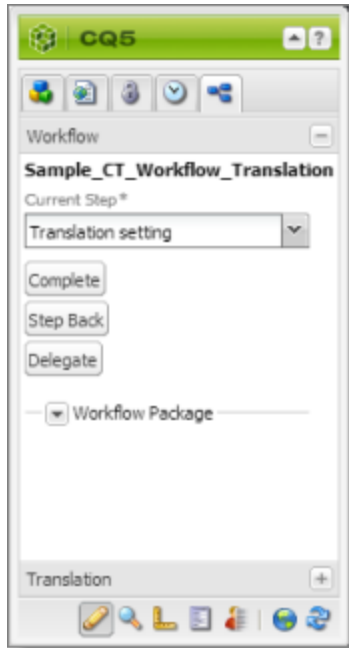 CQ5
?
Workflow
Sample_CT_Workflow_Translation
Current Step*
Translation setting
Complete
Step Back
Delegate
Workflow Package
Translation